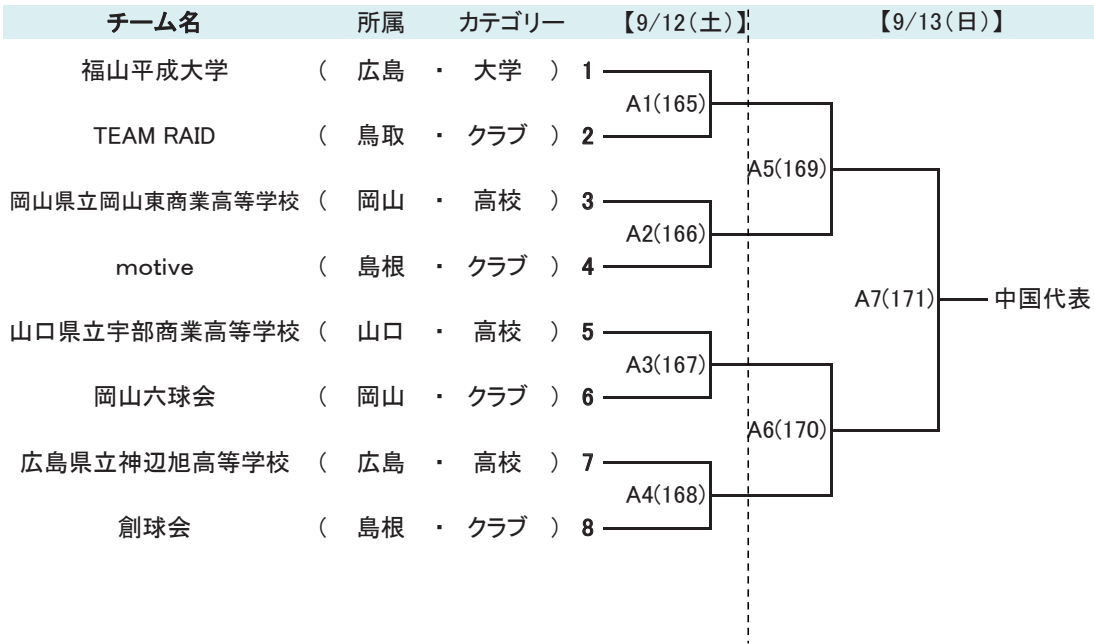 チーム名 所属 カテゴリー 【9/12(土)】 【9/13(日)】
福山平成大学 ( 広島 ・ 大学 ) 1
A1(165)
TEAM RAID ( 鳥取 ・ クラブ ) 2
A5(169)
岡山県立岡山東商業高等学校 ( 岡山 ・ 高校 ) 3
A2(166)
motive ( 島根 ・ クラブ ) 4
A7(171) 中国代表
山口県立宇部商業高等学校 ( 山口 ・ 高校 ) 5
A3(167)
岡山六球会 ( 岡山 ・ クラブ ) 6
A6(170)
広島県立神辺旭高等学校 ( 広島 ・ 高校 ) 7
A4(168)
創球会 ( 島根 ・ クラブ ) 8